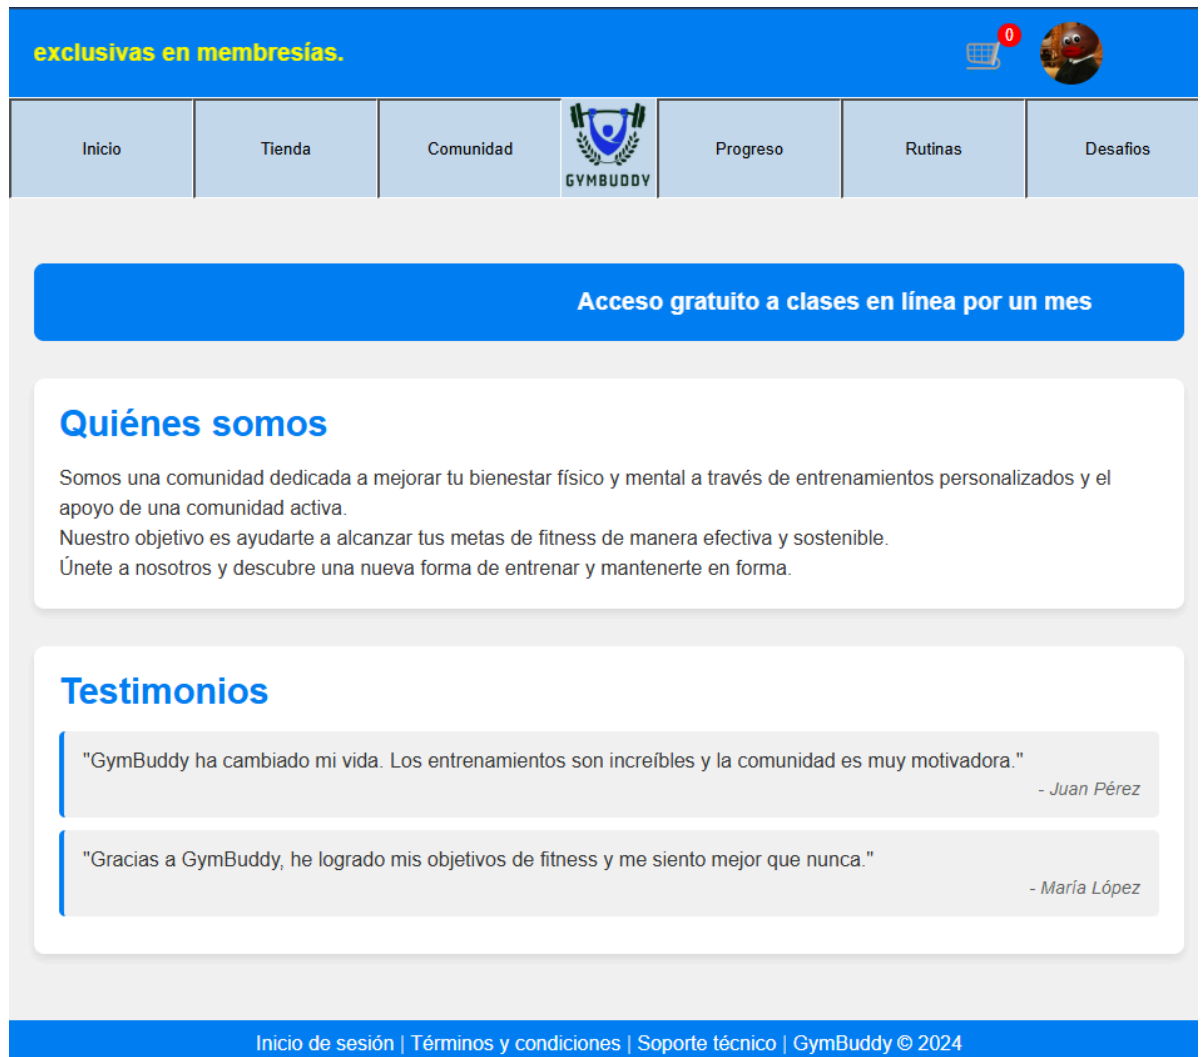 exclusivas en membresías.
0
Inicio
Tienda
Comunidad
GYMBUDDY
Progreso
Rutinas
Desafios
Acceso gratuito a clases en línea por un mes
Quiénes somos
Somos una comunidad dedicada a mejorar tu bienestar físico y mental a través de entrenamientos personalizados y el
apoyo de una comunidad activa.
Nuestro objetivo es ayudarte a alcanzar tus metas de fitness de manera efectiva y sostenible.
Únete a nosotros y descubre una nueva forma de entrenar y mantenerte en forma.
Testimonios
"GymBuddy ha cambiado mi vida. Los entrenamientos son increíbles y la comunidad es muy motivadora."
- Juan Pérez
"Gracias a GymBuddy, he logrado mis objetivos de fitness y me siento mejor que nunca."
- María López
Inicio de sesión | Términos y condiciones | Soporte técnico | GymBuddy © 2024